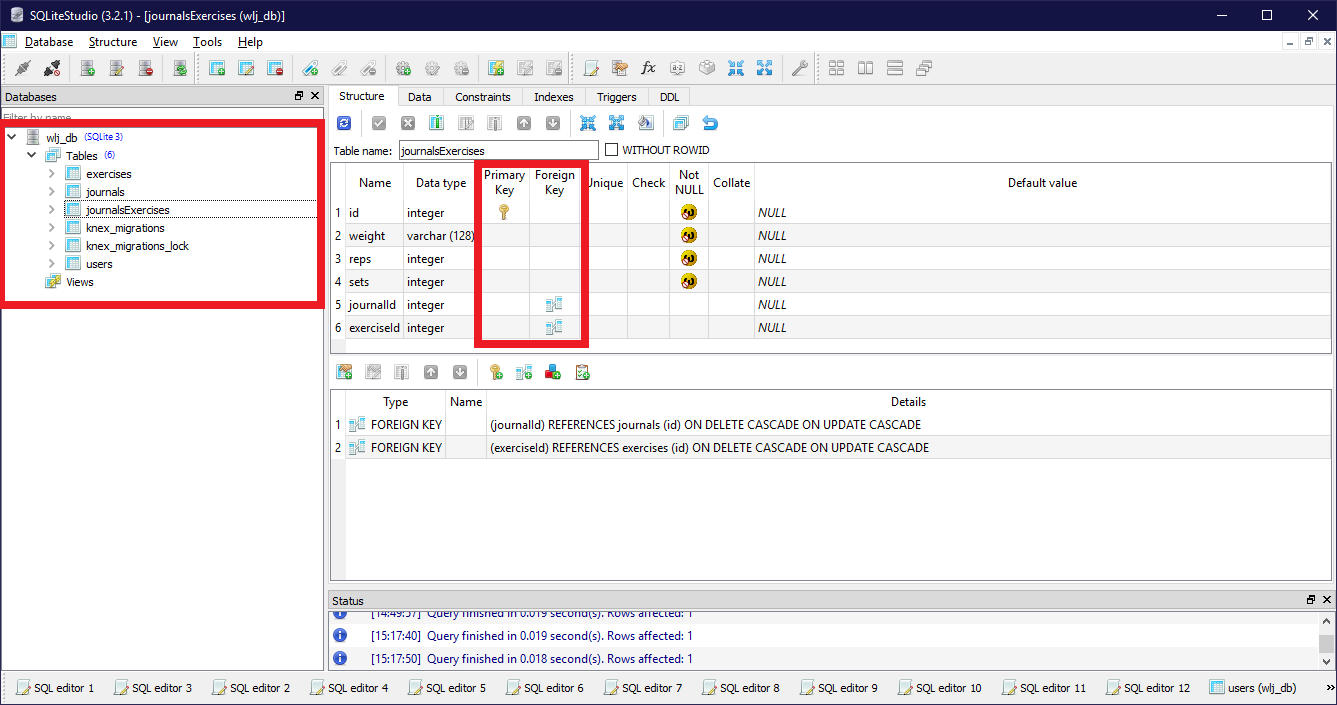 SQLiteStudio (3.2.1) - [journalsExercises (wlj_db)]
Database Structure View Tools Help
Databases
Filter by name
wlj_db (SQLite 3)
Tables (6)
exercises
journals
journalsExercises
knex_migrations
knex_migrations_lock
users
Views
Structure Data Constraints Indexes Triggers DDL
Table name: journalsExercises WITHOUT ROWID
Name Data type Primary Key Foreign Key Unique Check Not NULL Collate Default value
1 id integer NULL
2 weight varchar (128) NULL
3 reps integer NULL
4 sets integer NULL
5 journalId integer NULL
6 exerciseId integer NULL
Type Name Details
1 FOREIGN KEY (journalId) REFERENCES journals (id) ON DELETE CASCADE ON UPDATE CASCADE
2 FOREIGN KEY (exerciseId) REFERENCES exercises (id) ON DELETE CASCADE ON UPDATE CASCADE
Status
[14:49:57] Query finished in 0.019 second(s). Rows affected: 1
[15:17:40] Query finished in 0.019 second(s). Rows affected: 1
[15:17:50] Query finished in 0.018 second(s). Rows affected: 1
SQL editor 1 SQL editor 3 SQL editor 2 SQL editor 4 SQL editor 5 SQL editor 6 SQL editor 7 SQL editor 8 SQL editor 9 SQL editor 10 SQL editor 11 SQL editor 12 users (wlj_db) »